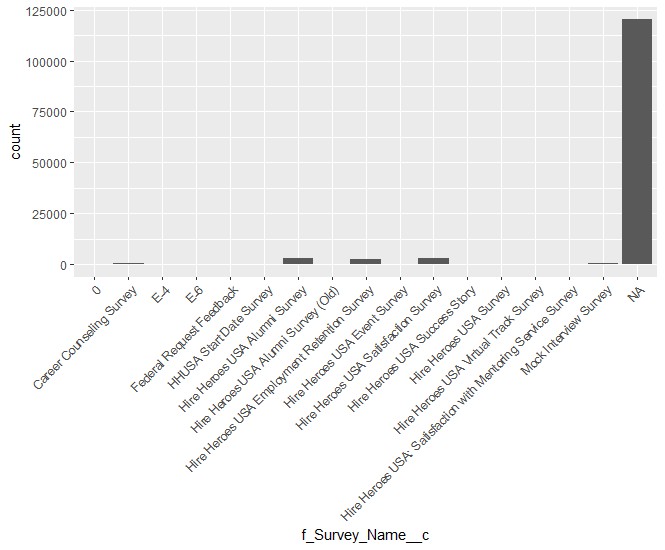 125000
100000
75000
50000
25000
0
count
0
Career Counseling Survey
E-4
E-6
Federal Request Feedback
HHUSA Start Date Survey
Hire Heroes USA Alumni Survey
Hire Heroes USA Alumni Survey (Old)
Hire Heroes USA Employment Retention Survey
Hire Heroes USA Event Survey
Hire Heroes USA Satisfaction Survey
Hire Heroes USA Success Story
Hire Heroes USA Survey
Hire Heroes USA Virtual Track Survey
Hire Heroes USA: Satisfaction with Mentoring Service Survey
Mock Interview Survey
NA
f_Survey_Name__c